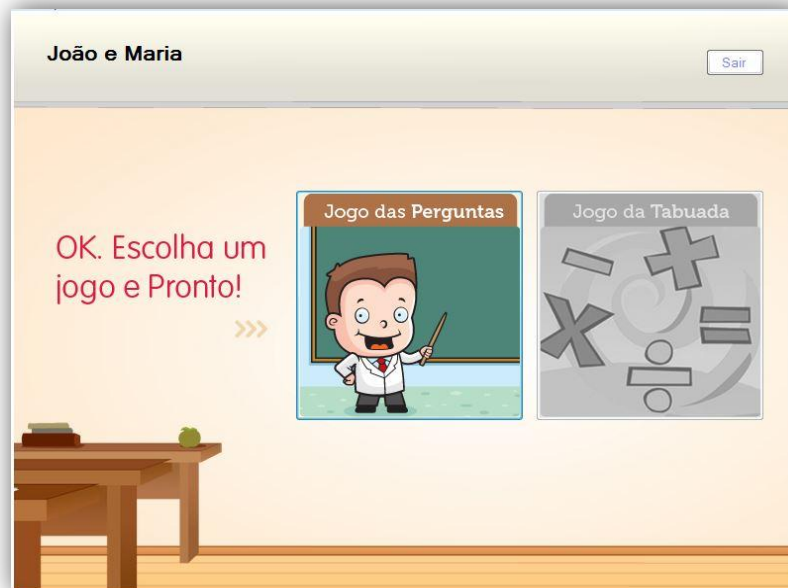 João e Maria
Sair
OK. Escolha um
jogo e Pronto!
Jogo das Perguntas
Jogo da Tabuada